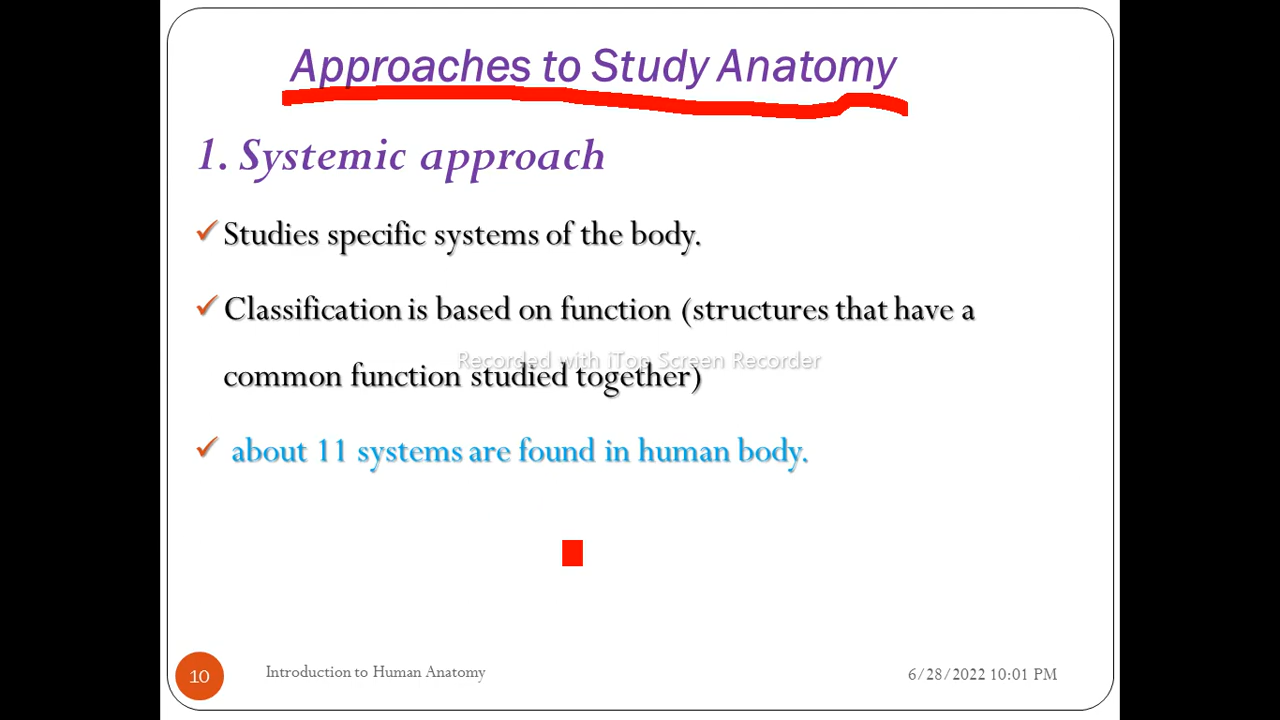 Approaches to Study Anatomy
1. Systemic approach
✓ Studies specific systems of the body.
✓ Classification is based on function (structures that have a
Recorded with iTop Screen Recorder
common function studied together)
✓ about 11 systems are found in human body.
10 Introduction to Human Anatomy 6/28/2022 10:01 PM